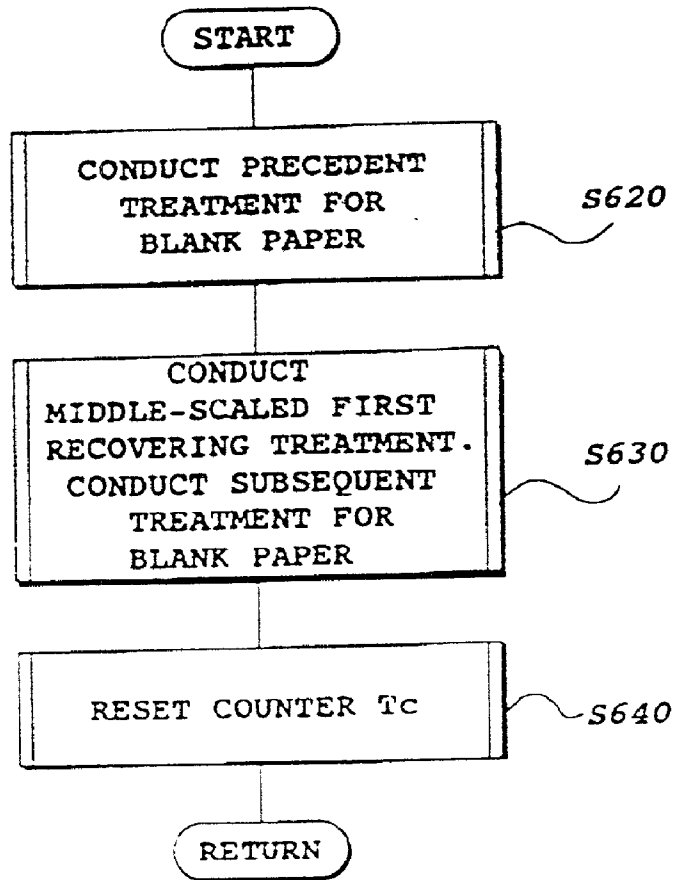 START
CONDUCT PRECEDENT
TREATMENT FOR
BLANK PAPER
S620
CONDUCT
MIDDLE-SCALED FIRST
RECOVERING TREATMENT.
CONDUCT SUBSEQUENT
TREATMENT FOR
BLANK PAPER
S630
RESET COUNTER Tc
S640
RETURN